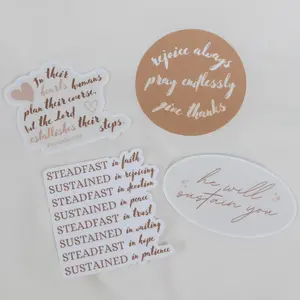 In their
hearts humans
plan their course,
but the Lord
establishes their steps.
rejoice always
pray endlessly
give thanks
STEADFAST in faith
SUSTAINED in rejoicing
STEADFAST in devotion
SUSTAINED in peace
STEADFAST in trust
SUSTAINED in waiting
STEADFAST in hope
SUSTAINED in patience
he will
sustain you